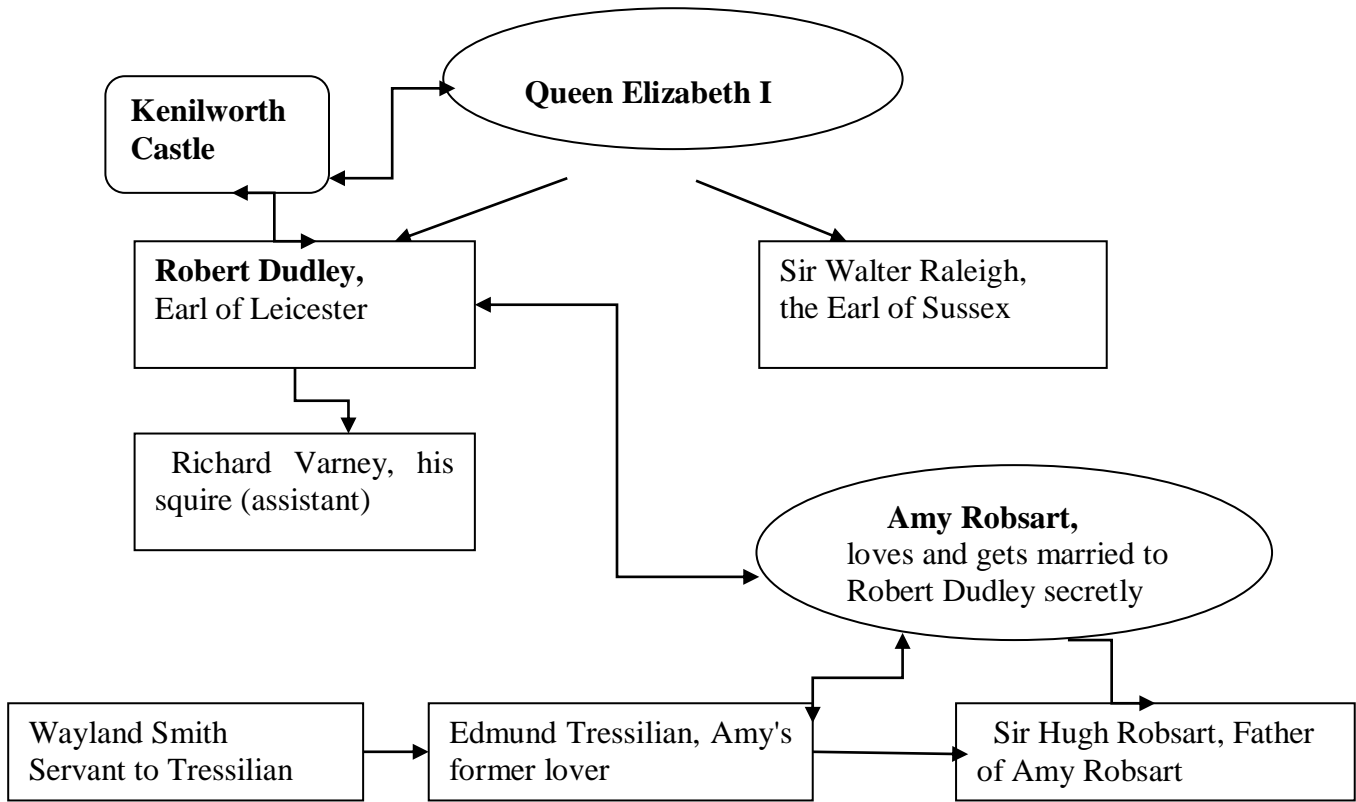 Queen Elizabeth I
Kenilworth
Castle
Robert Dudley,
Earl of Leicester
Sir Walter Raleigh,
the Earl of Sussex
Richard Varney, his
squire (assistant)
Amy Robsart,
loves and gets married to
Robert Dudley secretly
Wayland Smith
Servant to Tressilian
Edmund Tressilian, Amy's
former lover
Sir Hugh Robsart, Father
of Amy Robsart